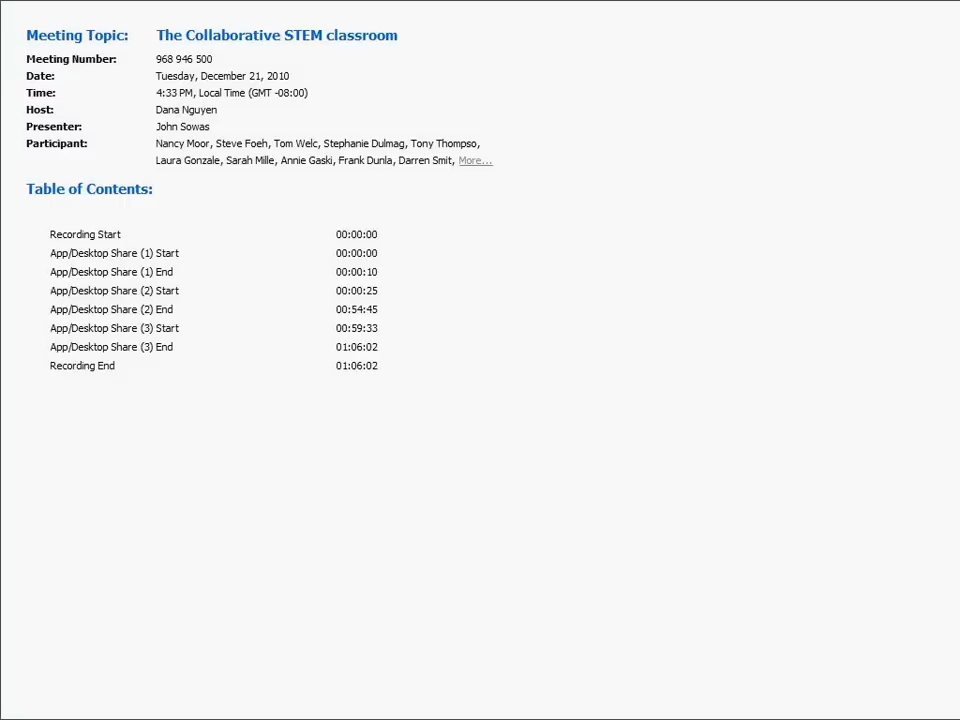 Meeting Topic: The Collaborative STEM classroom
Meeting Number: 968 946 500
Date: Tuesday, December 21, 2010
Time: 4:33 PM, Local Time (GMT -08:00)
Host: Dana Nguyen
Presenter: John Sowas
Participant: Nancy Moor, Steve Foeh, Tom Welc, Stephanie Dulmag, Tony Thompso,
Laura Gonzale, Sarah Mille, Annie Gaski, Frank Dunla, Darren Smit, More...
Table of Contents:
Recording Start 00:00:00
App/Desktop Share (1) Start 00:00:00
App/Desktop Share (1) End 00:00:10
App/Desktop Share (2) Start 00:00:25
App/Desktop Share (2) End 00:54:45
App/Desktop Share (3) Start 00:59:33
App/Desktop Share (3) End 01:06:02
Recording End 01:06:02